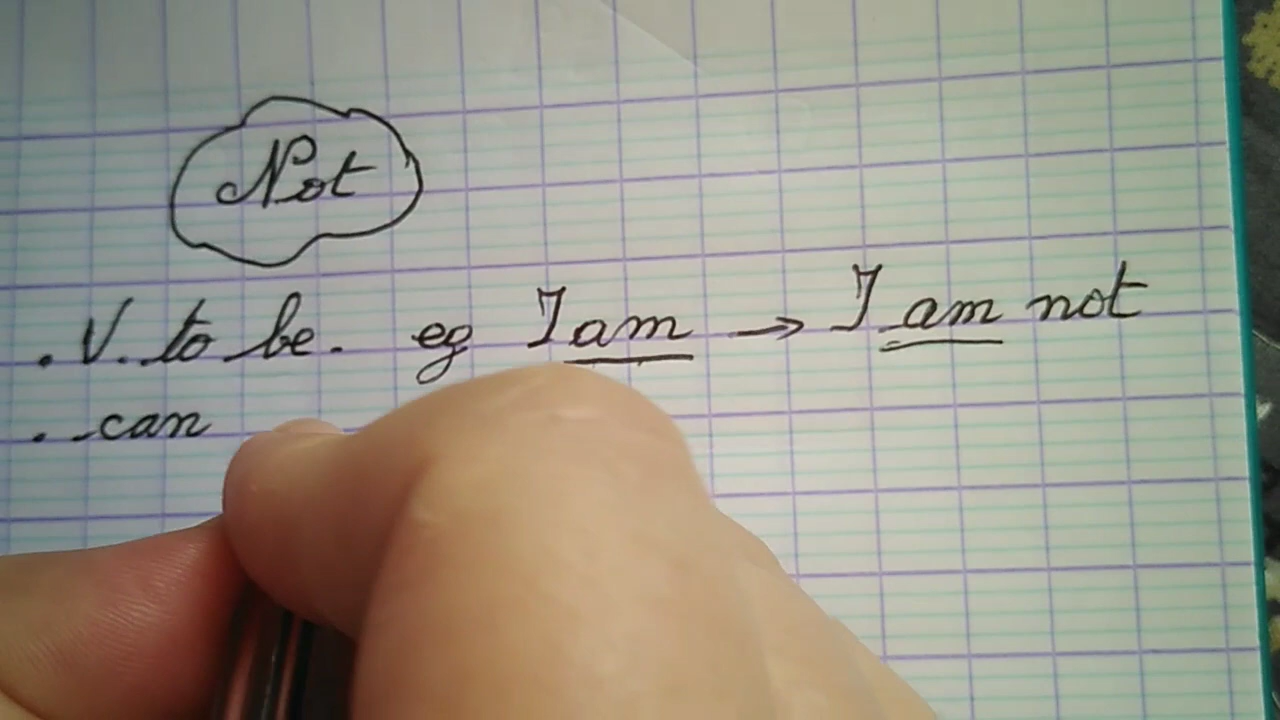 Not
. V. to be. eg I am → I am not
. can